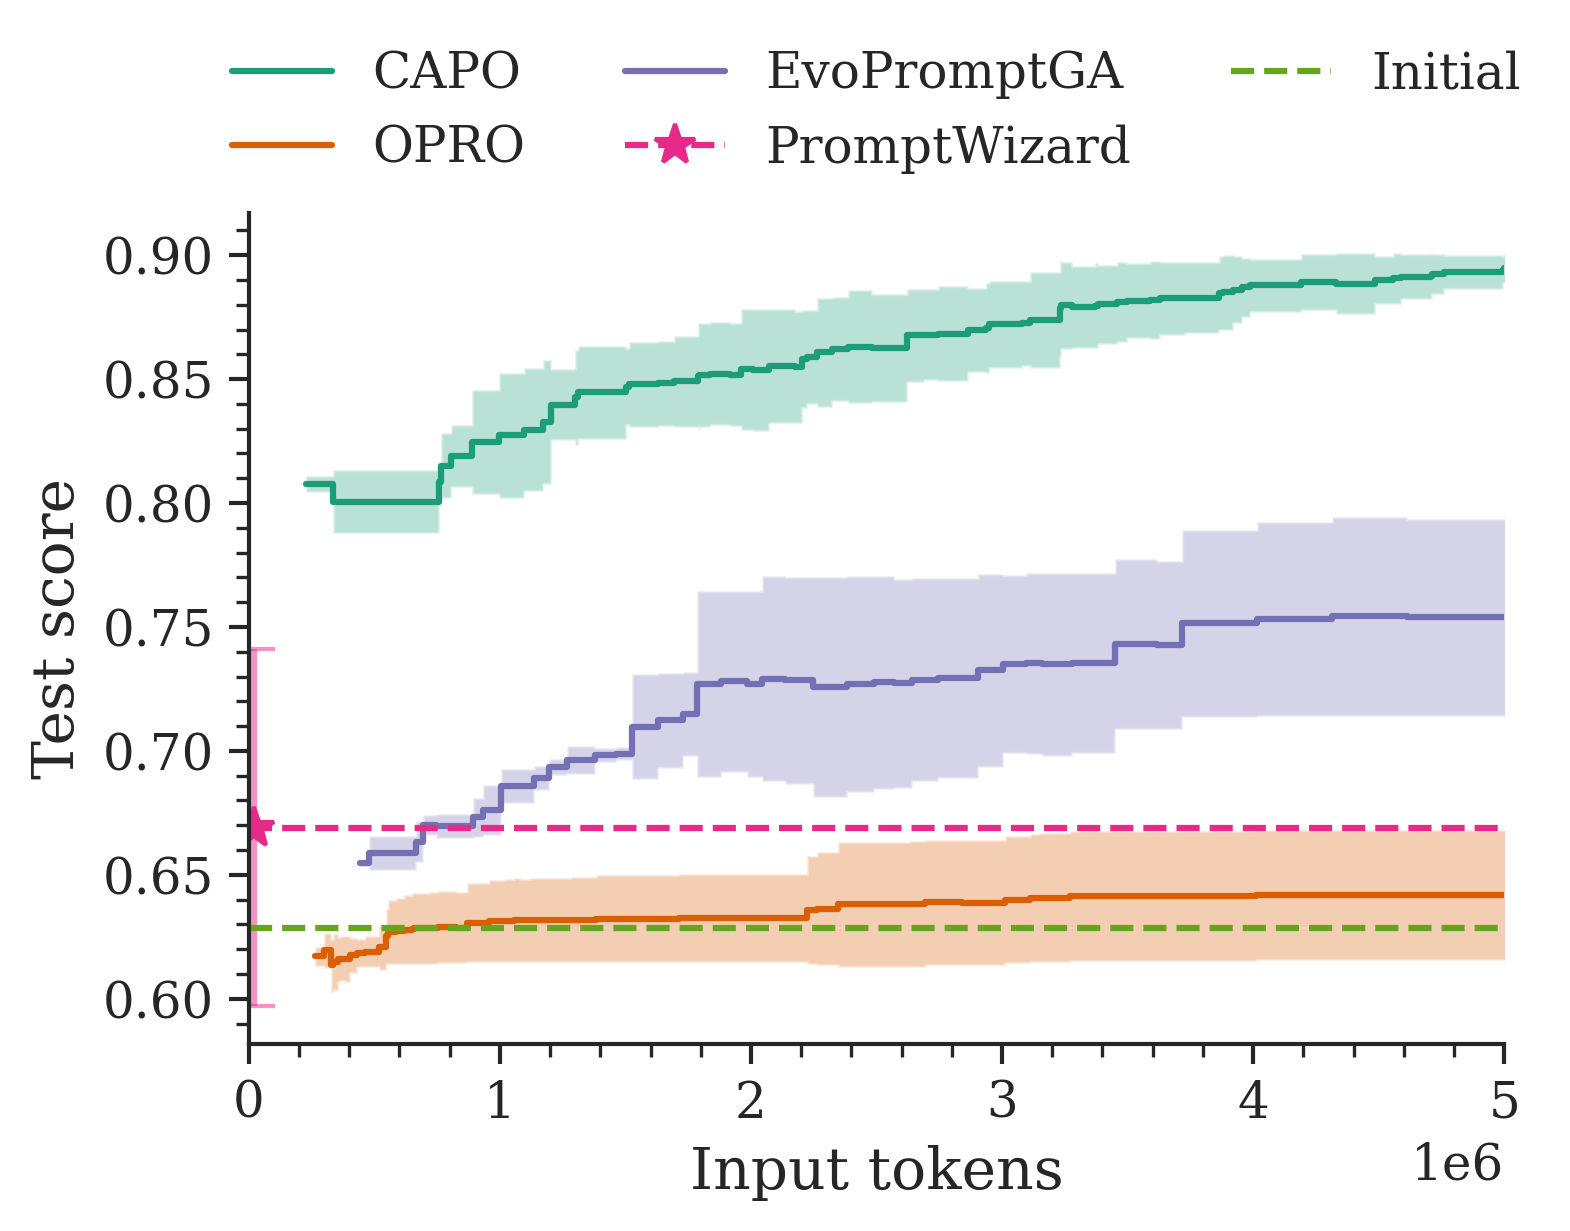 CAPO
EvoPromptGA
Initial
OPRO
PromptWizard
0.90
0.85
0.80
0.75
0.70
0.65
0.60
Test score
0 1 2 3 4 5
1e6
Input tokens